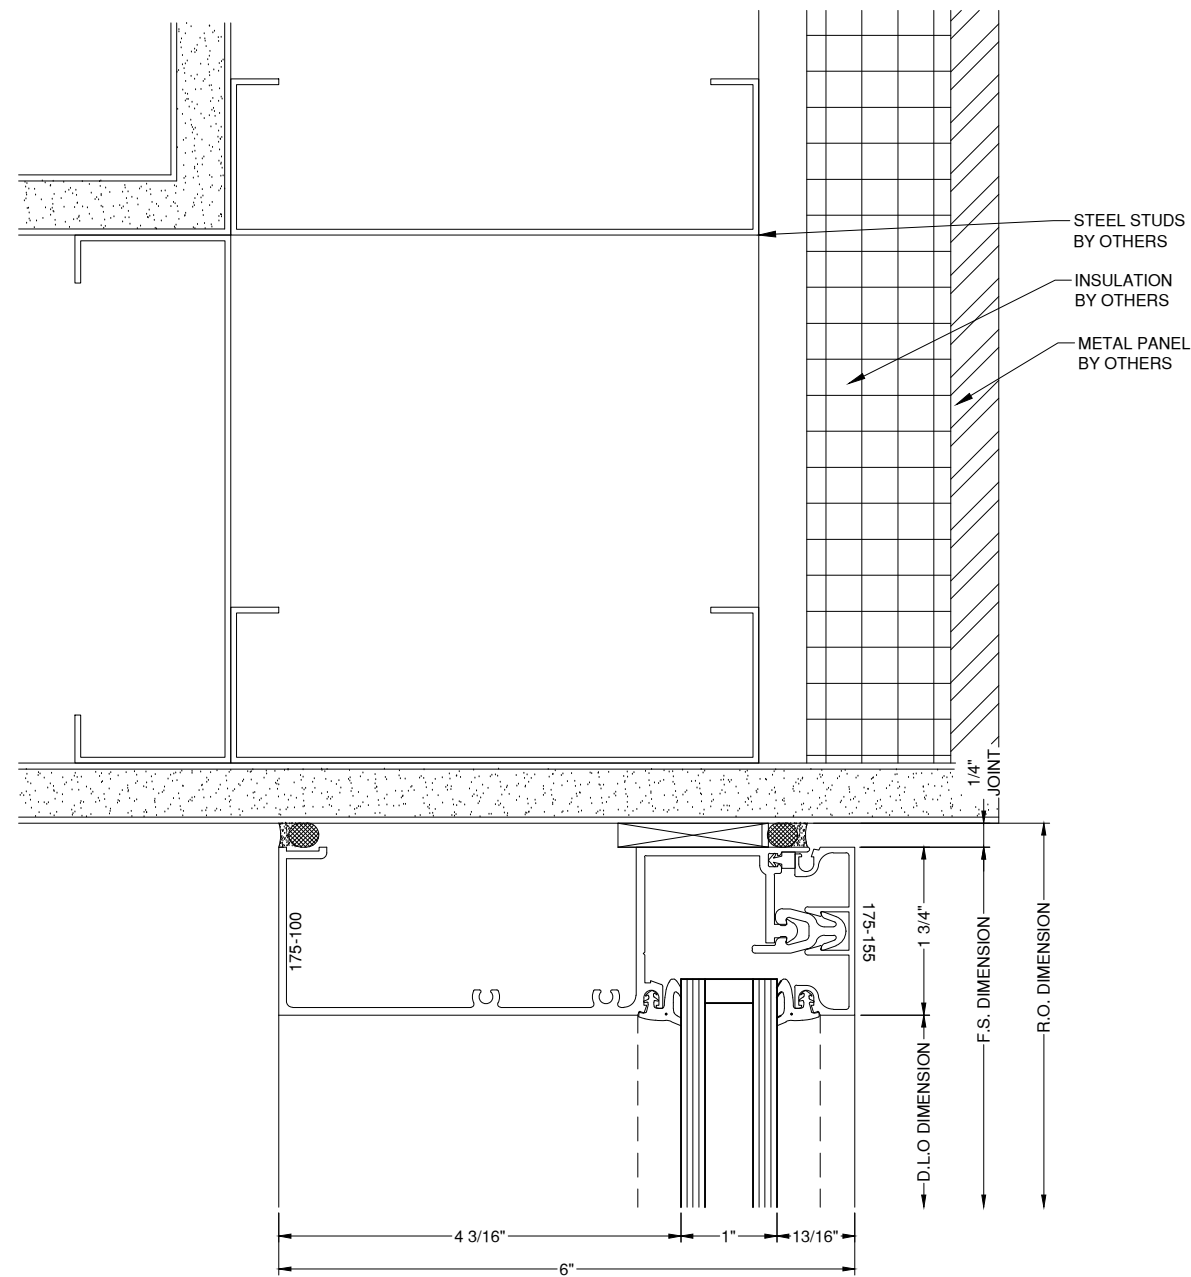 STEEL STUDS
BY OTHERS
INSULATION
BY OTHERS
METAL PANEL
BY OTHERS
1/4"
JOINT
175-100
175-155
1 3/4"
F.S. DIMENSION
R.O. DIMENSION
D.L.O DIMENSION
4 3/16"
1"
13/16"
6"